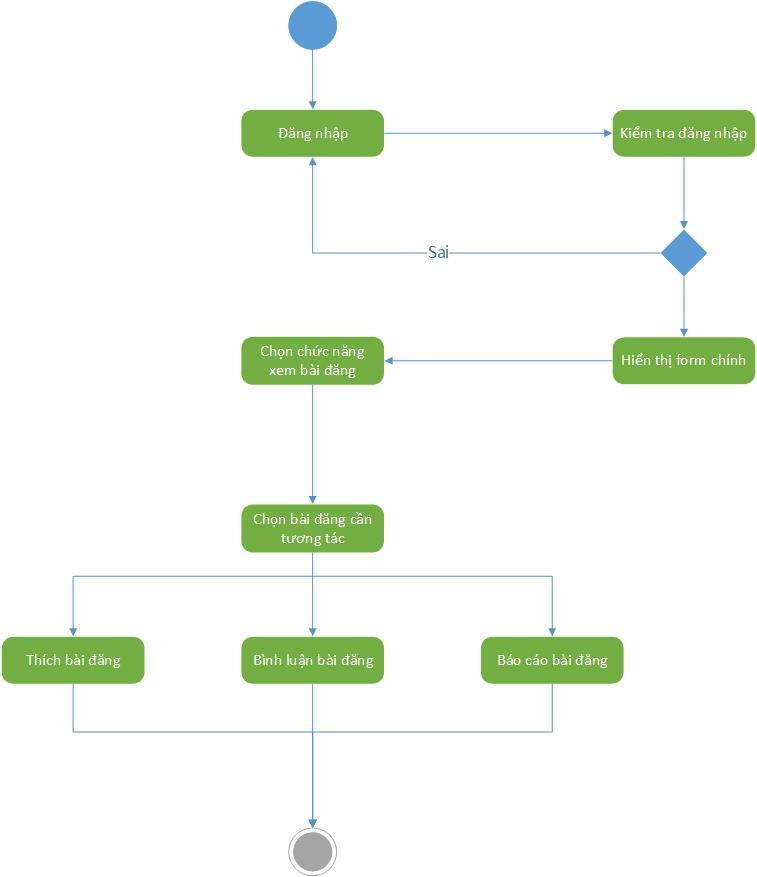 Đăng nhập
Kiểm tra đăng nhập
Sai
Chọn chức năng
xem bài đăng
Hiển thị form chính
Chọn bài đăng cần
tương tác
Thích bài đăng
Bình luận bài đăng
Báo cáo bài đăng